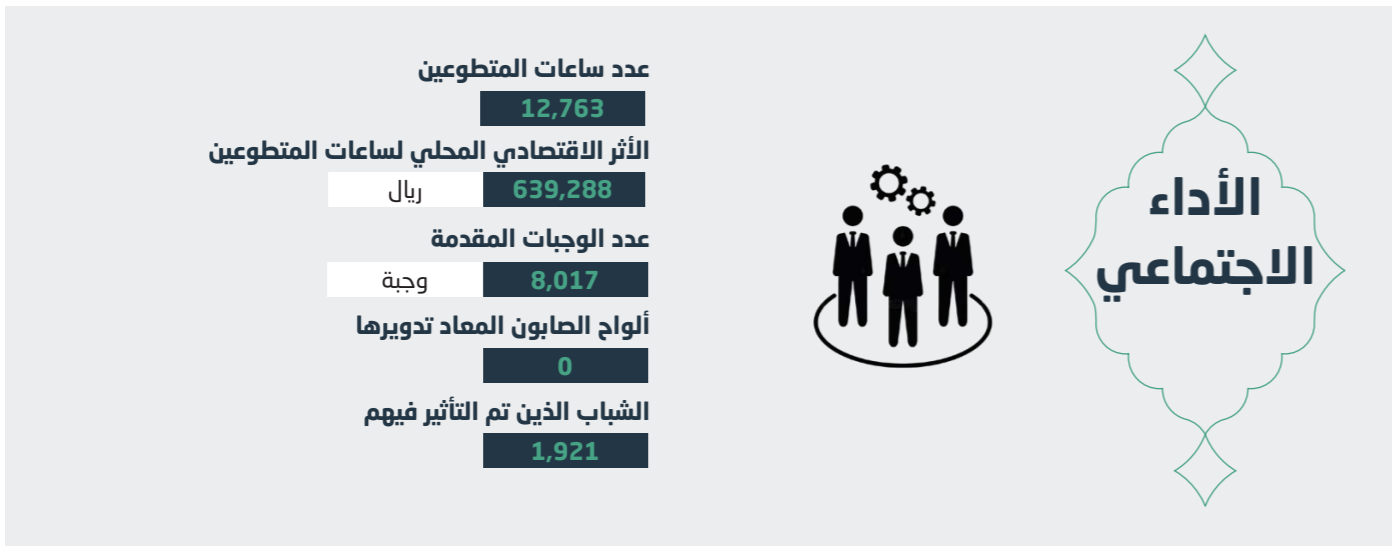 الأداء
الاجتماعي
عدد ساعات المتطوعين
12,763
الأثر الاقتصادي المحلي لساعات المتطوعين
639,288 ريال
عدد الوجبات المقدمة
8,017 وجبة
ألواح الصابون المعاد تدويرها
0
الشباب الذين تم التأثير فيهم
1,921